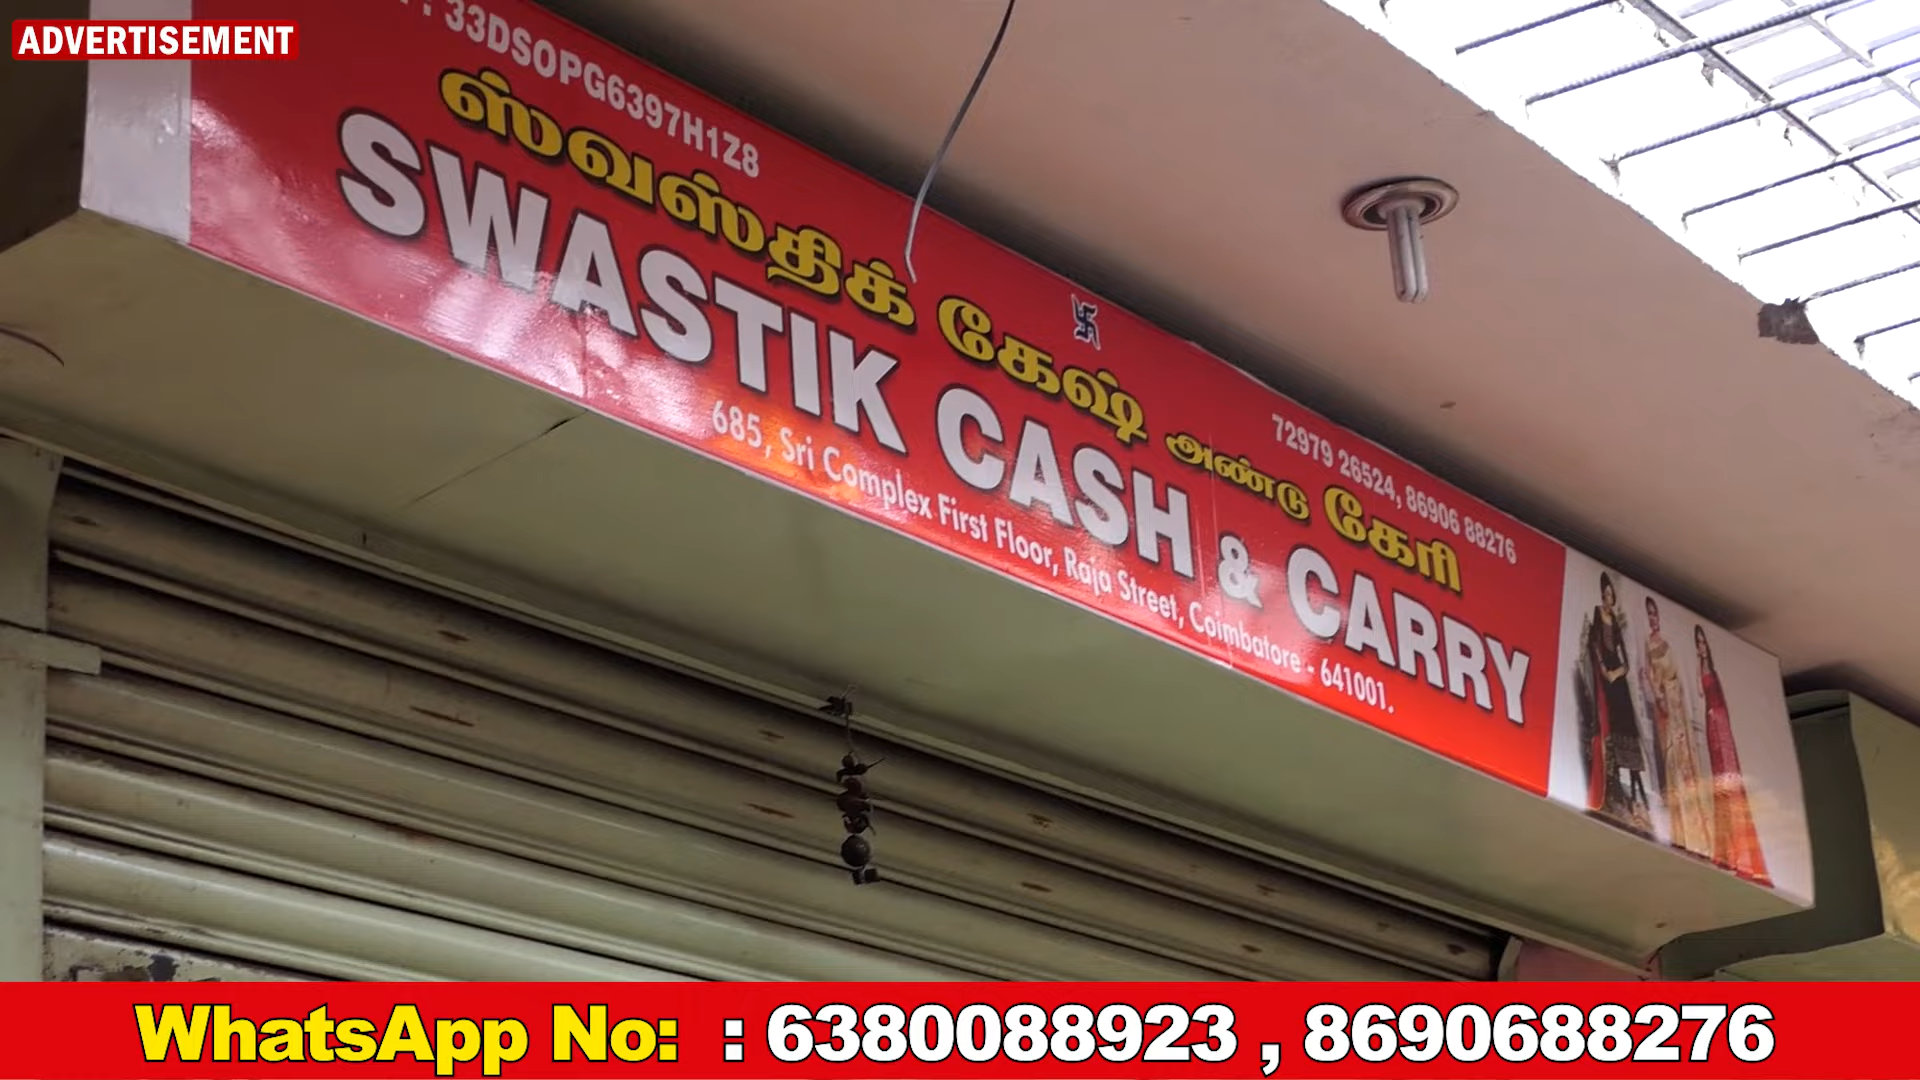 ADVERTISEMENT
: 33DSOPG6397H1Z8
ஸ்வஸ்திக் கேஷ் அண்டு கேரி
72979 26524, 86906 88276
SWASTIK CASH & CARRY
685, Sri Complex First Floor, Raja Street, Coimbatore - 641001.
WhatsApp No: : 6380088923 , 8690688276